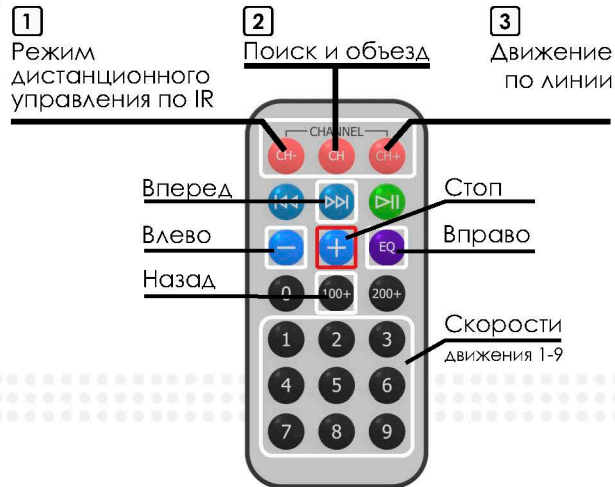 1
Режим
дистанционного
управления по IR
2
Поиск и объезд
3
Движение
по линии
CHANNEL
CH- CH CH+
Вперед
Стоп
Влево
EQ
Вправо
Назад
0 100+ 200+
1 2 3
Скорости
движения 1-9
4 5 6
7 8 9